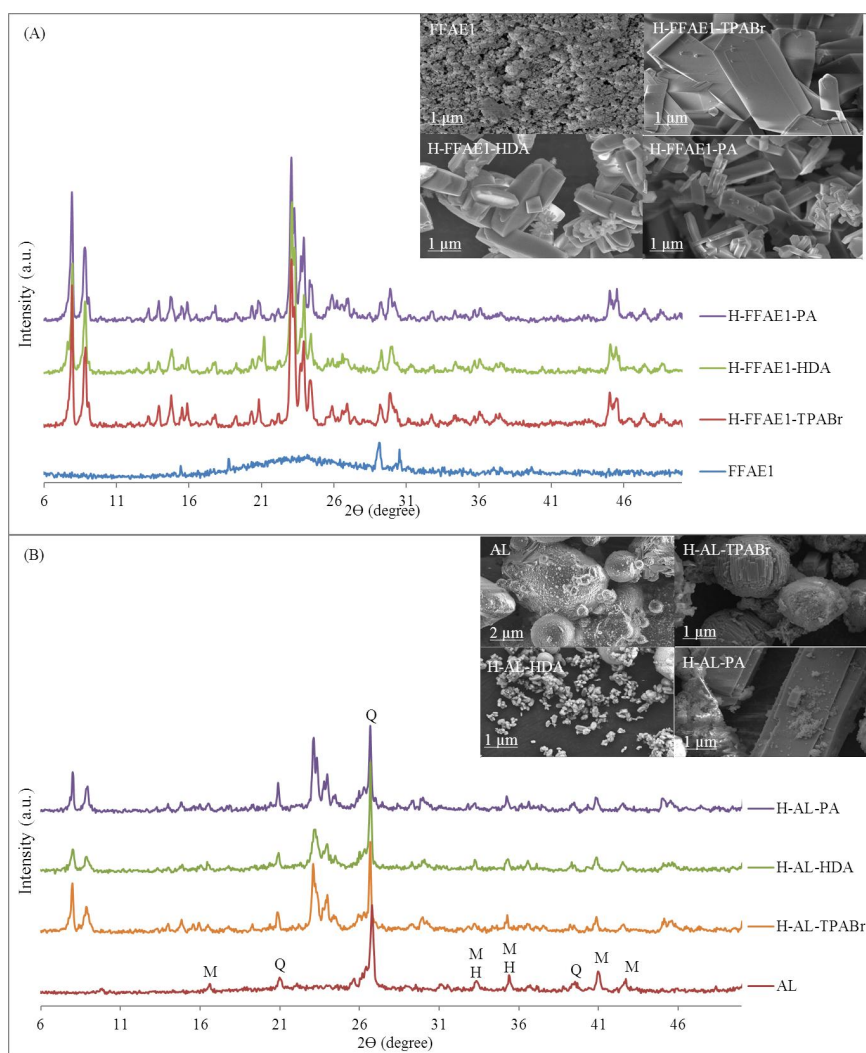 (A)
FFAE1
H-FFAE1-TPABr
1 µm
1 µm
H-FFAE1-HDA
H-FFAE1-PA
1 µm
1 µm
Intensity (a.u.)
H-FFAE1-PA
H-FFAE1-HDA
H-FFAE1-TPABr
FFAE1
6 11 16 21 26 31 36 41 46
2Ɵ (degree)
(B)
AL
H-AL-TPABr
2 µm
1 µm
H-AL-HDA
H-AL-PA
1 µm
1 µm
Q
Intensity (a.u.)
H-AL-PA
H-AL-HDA
H-AL-TPABr
M Q M M Q M M
H H
AL
6 11 16 21 26 31 36 41 46
2Ɵ (degree)